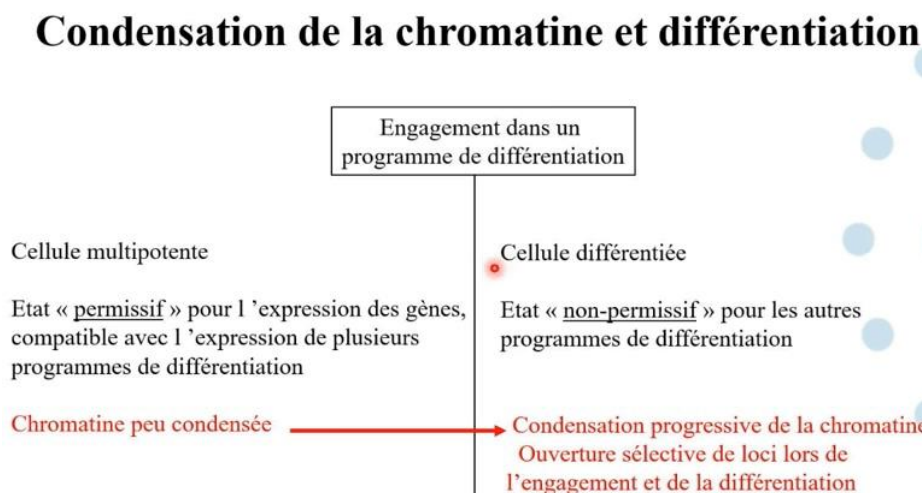 Condensation de la chromatine et différentiation
Engagement dans un
programme de différentiation
Cellule multipotente
Etat « permissif » pour l ’expression des gènes,
compatible avec l ’expression de plusieurs
programmes de différentiation
Chromatine peu condensée
Cellule différentiée
Etat « non-permissif » pour les autres
programmes de différentiation
Condensation progressive de la chromatine
Ouverture sélective de loci lors de
l’engagement et de la différentiation